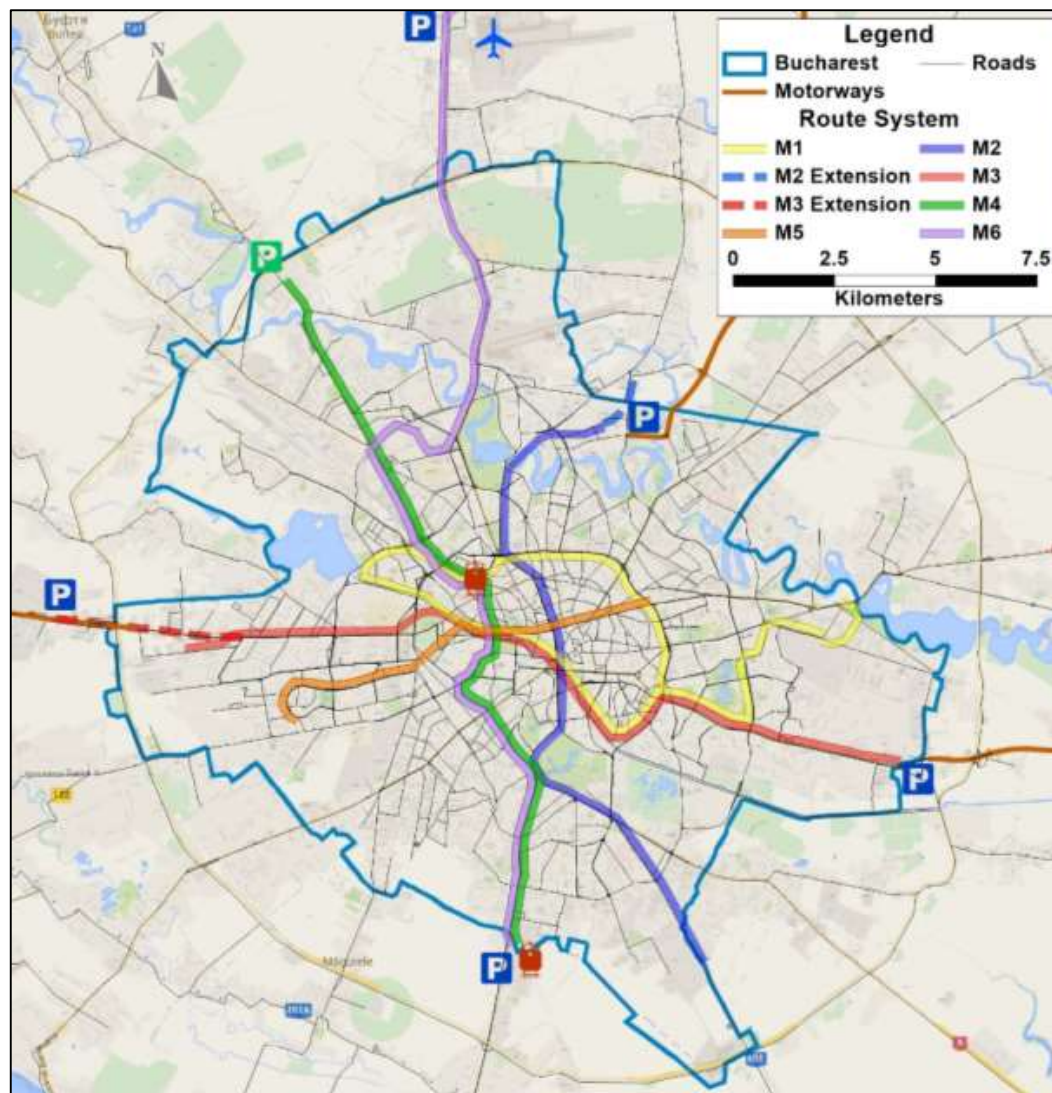 Legend
Bucharest Roads
Motorways
Route System
M1 M2
M2 Extension M3
M3 Extension M4
M5 M6
0 2.5 5 7.5
Kilometers
N
P
P
P
P
P
P
Măgurele